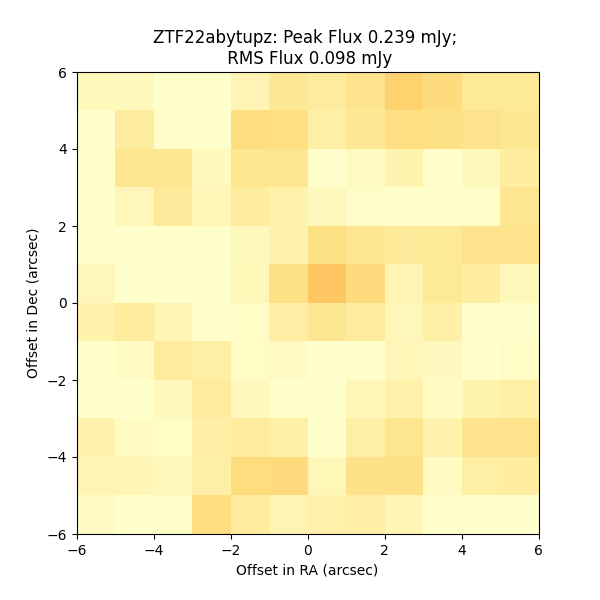 ZTF22abytupz: Peak Flux 0.239 mJy;
RMS Flux 0.098 mJy
6
4
2
0
−2
−4
−6
Offset in Dec (arcsec)
−6 −4 −2 0 2 4 6
Offset in RA (arcsec)